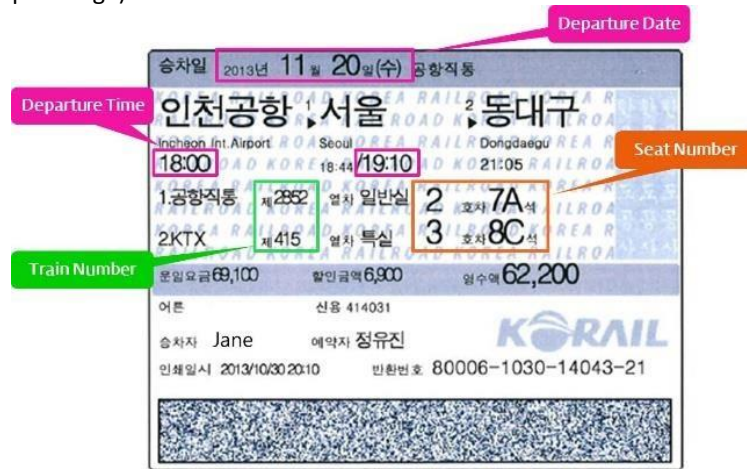 Departure Date
승차일 2013년 11월 20일(수) 공항직통
Departure Time
인천공항 1 서울 2 동대구
Incheon Int.Airport Seoul Dongdaegu
18:00 18:44/19:10 21:05
Seat Number
1.공항직통 제2852 열차 일반실 2 호차 7A석
2.KTX 제415 열차 특실 3 호차 8C석
Train Number
운임요금 69,100 할인금액 6,900 영수액 62,200
어른 신용 414031
승차자 Jane 예약자 정유진
KORAIL
인쇄일시 2013/10/30 20:10 반환번호 80006-1030-14043-21